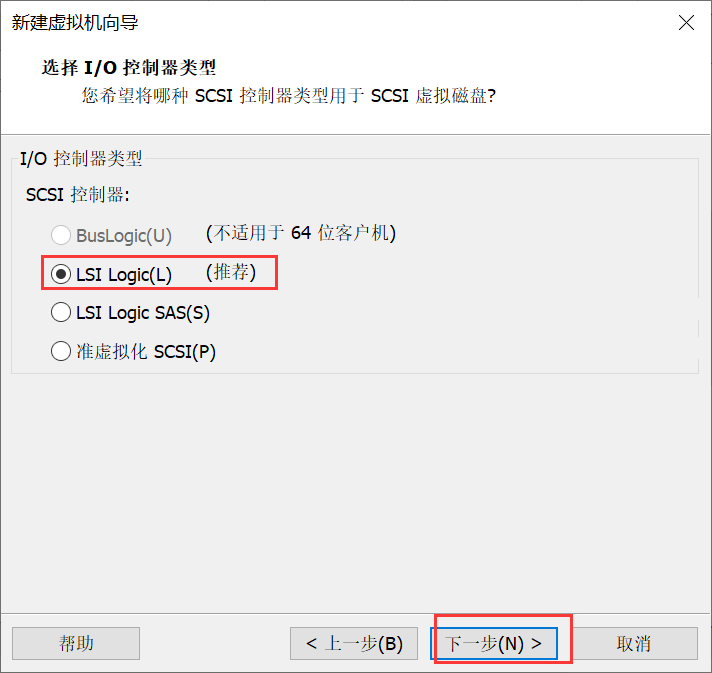 新建虚拟机向导
选择 I/O 控制器类型
您希望将哪种 SCSI 控制器类型用于 SCSI 虚拟磁盘?
I/O 控制器类型
SCSI 控制器:
BusLogic(U) (不适用于 64 位客户机)
LSI Logic(L) (推荐)
LSI Logic SAS(S)
准虚拟化 SCSI(P)
帮助 < 上一步(B) 下一步(N) > 取消